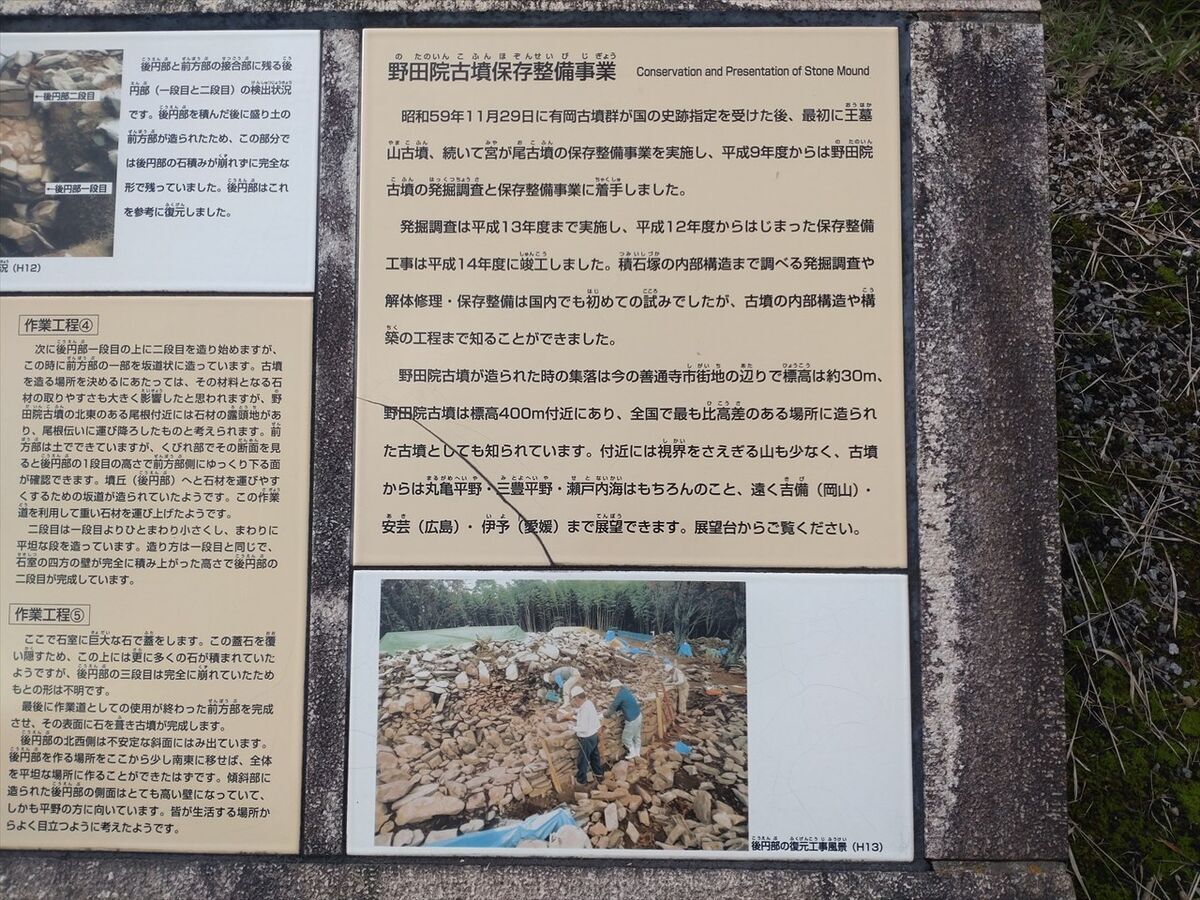 後円部と前方部の接合部に残る後
円部（一段目と二段目）の検出状況
です。後円部を積んだ後に盛り土の
前方部が造られたため、この部分で
は後円部の石積みが崩れずに完全な
形で残っていました。後円部はこれ
を参考に復元しました。
←後円部二段目
←後円部一段目
況（H12）
作業工程④
次に後円部一段目の上に二段目を造り始めますが、
この時に前方部の一部を坂道状に造っています。古墳
を造る場所を決めるにあたっては、その材料となる石
材の取りやすさも大きく影響したと思われますが、野
田院古墳の北東のある尾根付近には石材の露頭地があ
り、尾根伝いに運び降ろしたものと考えられます。前
方部は土でできていますが、くびれ部でその断面を見
ると後円部の1段目の高さで前方部側にゆっくり下る面
が確認できます。墳丘（後円部）へと石材を運びやす
くするための坂道が造られていたようです。この作業
道を利用して重い石材を運び上げたようです。
二段目は一段目よりひとまわり小さくし、まわりに
平坦な段を造っています。造り方は一段目と同じで、
石室の四方の壁が完全に積み上がった高さで後円部の
二段目が完成しています。
作業工程⑤
ここで石室に巨大な石で蓋をします。この蓋石を覆
い隠すため、この上には更に多くの石が積まれていた
ようですが、後円部の三段目は完全に崩れていたため
もとの形は不明です。
最後に作業道としての使用が終わった前方部を完成
させ、その表面に石を葺き古墳が完成します。
後円部の北西側は不安定な斜面にはみ出ています。
後円部を作る場所をここから少し南東に移せば、全体
を平坦な場所に作ることができたはずです。傾斜部に
造られた後円部の側面はとても高い壁になっていて、
しかも平野の方に向いています。皆が生活する場所か
らよく目立つように考えたようです。
野田院古墳保存整備事業 Conservation and Presentation of Stone Mound
昭和59年11月29日に有岡古墳群が国の史跡指定を受けた後、最初に王墓
山古墳、続いて宮が尾古墳の保存整備事業を実施し、平成9年度からは野田院
古墳の発掘調査と保存整備事業に着手しました。
発掘調査は平成13年度まで実施し、平成12年度からはじまった保存整備
工事は平成14年度に竣工しました。積石塚の内部構造まで調べる発掘調査や
解体修理・保存整備は国内でも初めての試みでしたが、古墳の内部構造や構
築の工程まで知ることができました。
野田院古墳が造られた時の集落は今の善通寺市街地の辺りで標高は約30m、
野田院古墳は標高400m付近にあり、全国で最も比高差のある場所に造られ
た古墳としても知られています。付近には視界をさえぎる山も少なく、古墳
からは丸亀平野・三豊平野・瀬戸内海はもちろんのこと、遠く吉備（岡山）・
安芸（広島）・伊予（愛媛）まで展望できます。展望台からご覧ください。
後円部の復元工事風景（H13）